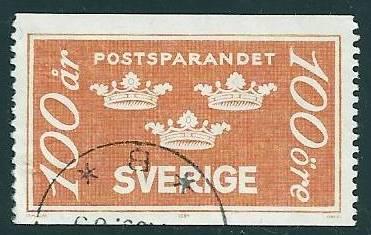 100 år
POSTSPARANDET
100 öre
SVERIGE
B